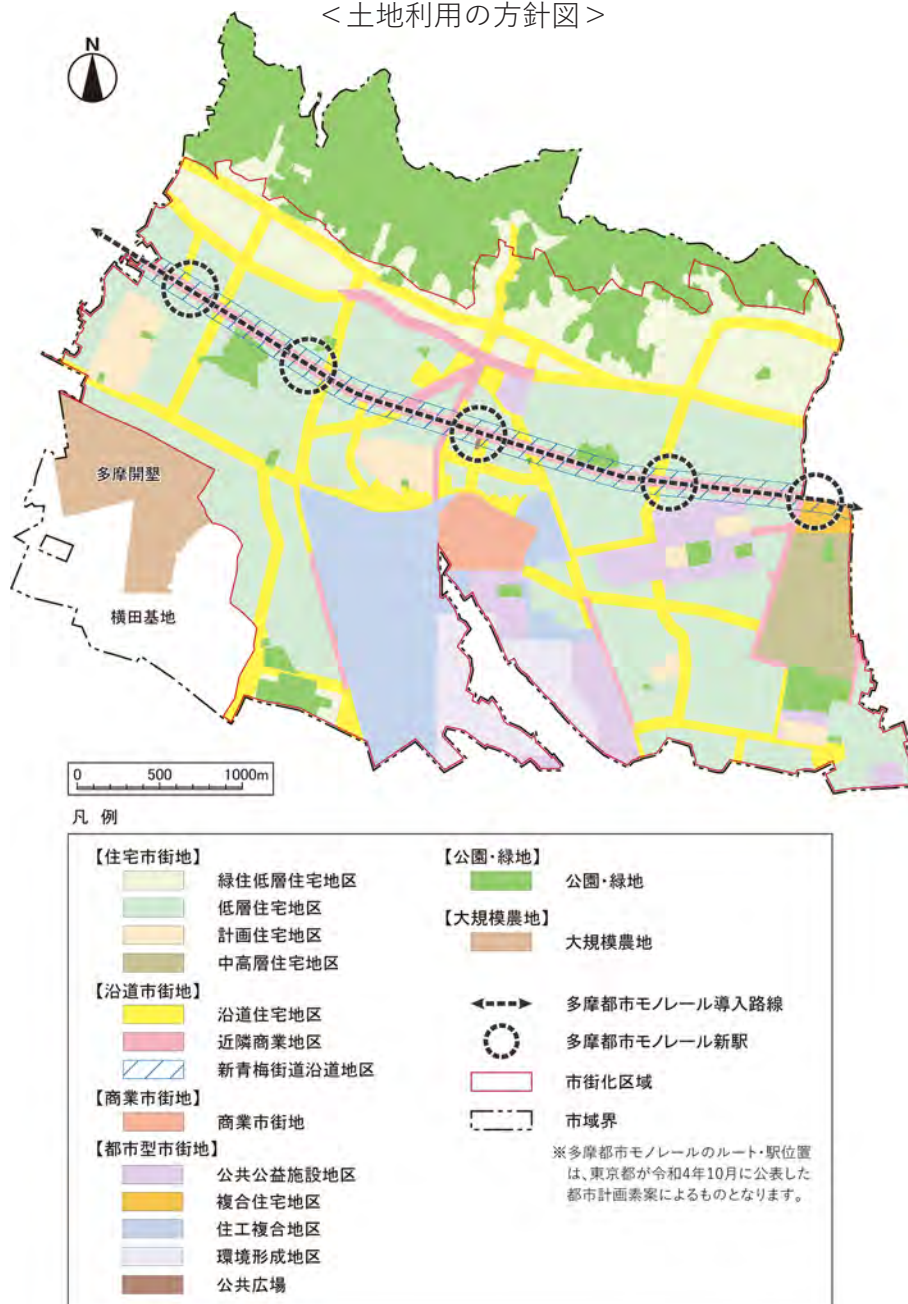 ＜土地利用の方針図＞
N
多摩開墾
横田基地
0 500 1000m
凡 例
【住宅市街地】
緑住低層住宅地区
低層住宅地区
計画住宅地区
中高層住宅地区
【沿道市街地】
沿道住宅地区
近隣商業地区
新青梅街道沿道地区
【商業市街地】
商業市街地
【都市型市街地】
公共公益施設地区
複合住宅地区
住工複合地区
環境形成地区
公共広場
【公園・緑地】
公園・緑地
【大規模農地】
大規模農地
多摩都市モノレール導入路線
多摩都市モノレール新駅
市街化区域
市域界
※多摩都市モノレールのルート・駅位置
は、東京都が令和4年10月に公表した
都市計画素案によるものとなります。